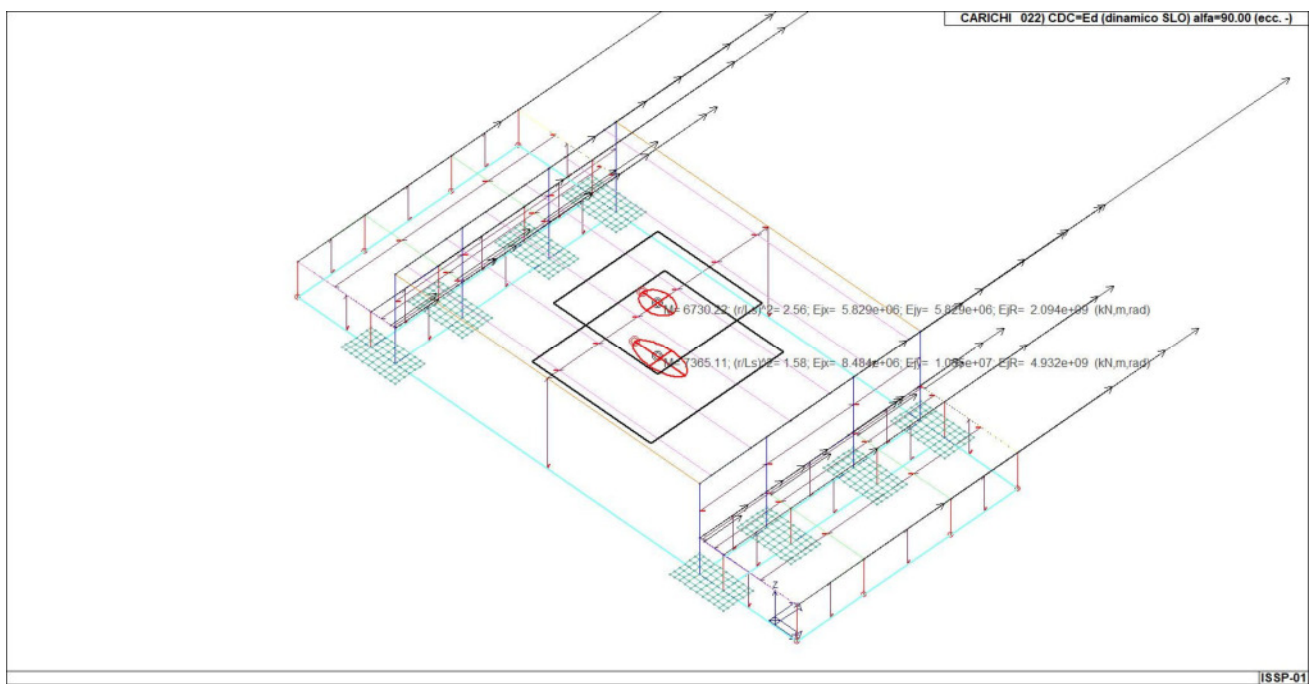 CARICHI 022) CDC=Ed (dinamico SLO) alfa=90.00 (ecc. -)
M= 6730.22; (r/Ls)^2= 2.56; Ejx= 5.829e+06; Ejy= 5.829e+06; EjR= 2.094e+09 (kN,m,rad)
7365.11; (r/Ls)^2= 1.58; Ejx= 8.484e+06; Ejy= EjR= 4.932e+09 (kN,m,rad)
Z
ISSP-01